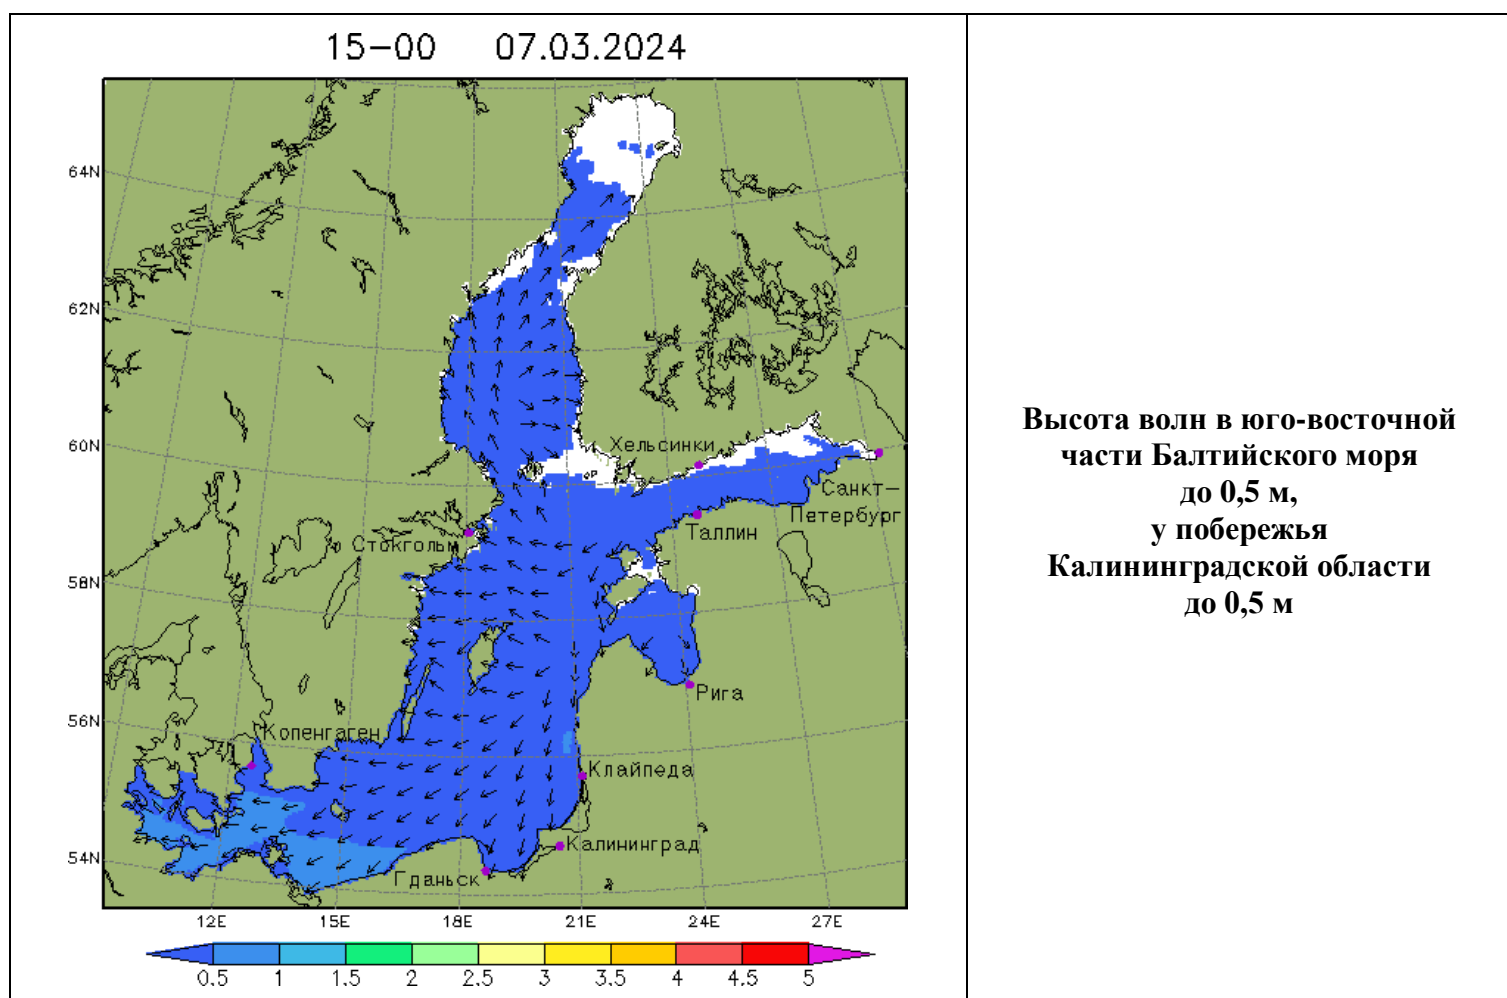 15-00 07.03.2024
64N
62N
60N
58N
56N
54N
Хельсинки
Санкт-
Петербург
Таллин
Стокгольм
Рига
Копенгаген
Клайпеда
Калининград
Гданьск
12E 15E 18E 21E 24E 27E
0.5 1 1.5 2 2.5 3 3.5 4 4.5 5
Высота волн в юго-восточной
части Балтийского моря
до 0,5 м,
у побережья
Калининградской области
до 0,5 м